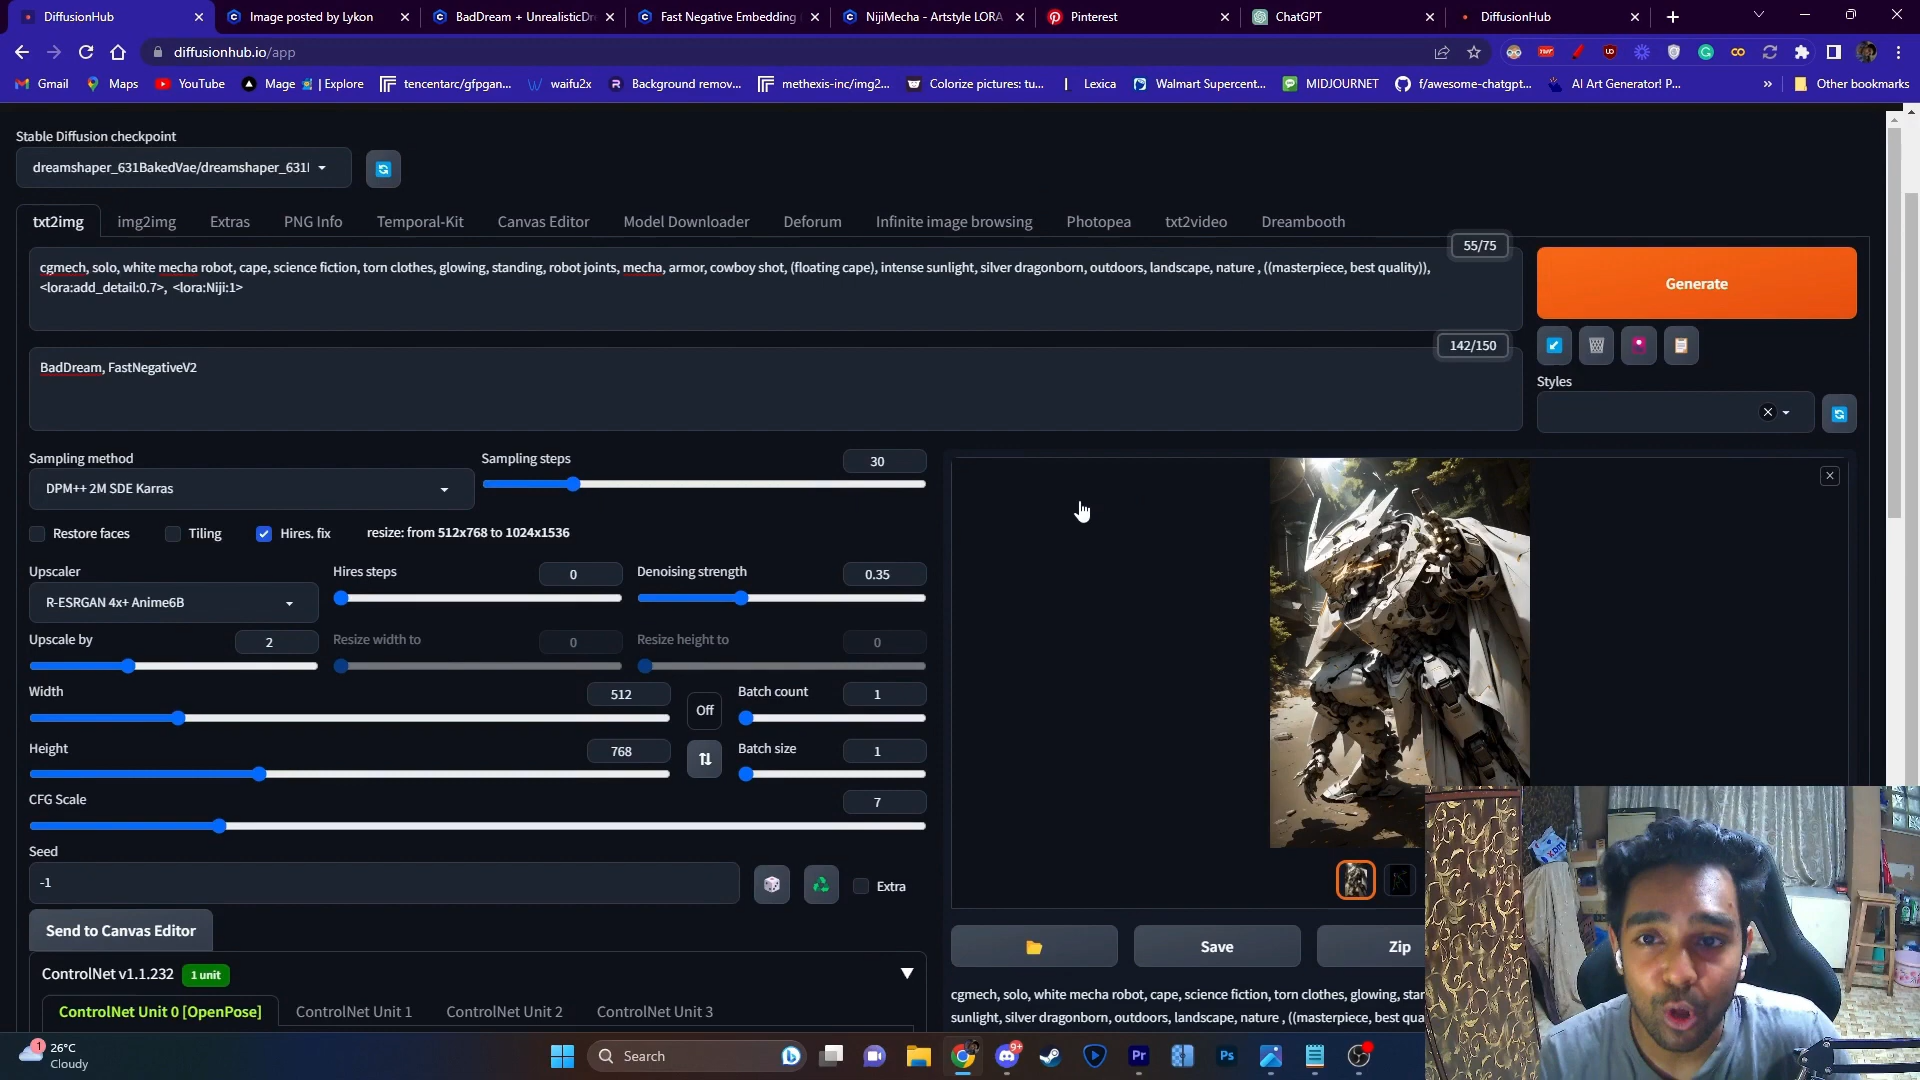 DiffusionHub
Image posted by Lykon
BadDream + UnrealisticDr
Fast Negative Embedding
NijiMecha - Artstyle LORA
Pinterest
ChatGPT
DiffusionHub
diffusionhub.io/app
Gmail
Maps
YouTube
Mage
| Explore
tencentarc/gfpgan...
waifu2x
Background remov...
methexis-inc/img2...
Colorize pictures: tu...
Lexica
Walmart Supercent...
MIDJOURNET
f/awesome-chatgpt...
AI Art Generator! P...
»
Other bookmarks
Stable Diffusion checkpoint
dreamshaper_631BakedVae/dreamshaper_631
txt2img
img2img
Extras
PNG Info
Temporal-Kit
Canvas Editor
Model Downloader
Deforum
Infinite image browsing
Photopea
txt2video
Dreambooth
55/75
cgmech, solo, white mecha robot, cape, science fiction, torn clothes, glowing, standing, robot joints, mecha, armor, cowboy shot, (floating cape), intense sunlight, silver dragonborn, outdoors, landscape, nature , ((masterpiece, best quality)),
<lora:add_detail:0.7>, <lora:Niji:1>
Generate
142/150
BadDream, FastNegativeV2
Styles
Sampling method
DPM++ 2M SDE Karras
Sampling steps
30
Restore faces
Tiling
Hires. fix
resize: from 512x768 to 1024x1536
Upscaler
R-ESRGAN 4x+ Anime6B
Hires steps
0
Denoising strength
0.35
Upscale by
2
Resize width to
0
Resize height to
0
Width
512
Off
Batch count
1
Height
768
Batch size
1
CFG Scale
7
Seed
-1
Extra
Send to Canvas Editor
Save
Zip
ControlNet v1.1.232
1 unit
ControlNet Unit 0 [OpenPose]
ControlNet Unit 1
ControlNet Unit 2
ControlNet Unit 3
cgmech, solo, white mecha robot, cape, science fiction, torn clothes, glowing, star
sunlight, silver dragonborn, outdoors, landscape, nature , ((masterpiece, best qua
1
26°C
Cloudy
Search
9+
Pr
Ps